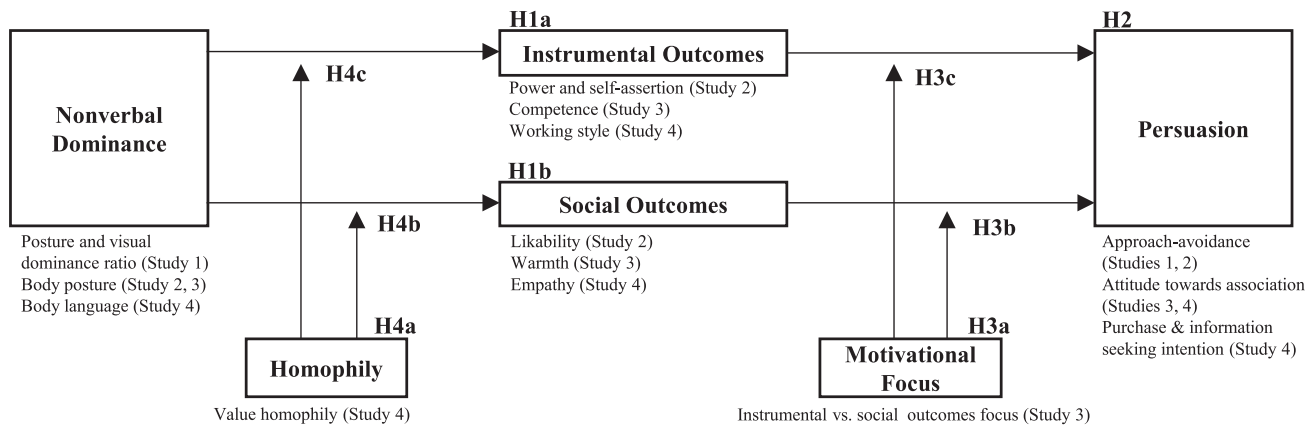 H1a
H2
Instrumental Outcomes
H4c
H3c
Power and self-assertion (Study 2)
Competence (Study 3)
Working style (Study 4)
Nonverbal
Dominance
Persuasion
H1b
Social Outcomes
H4b
H3b
Posture and visual
dominance ratio (Study 1)
Body posture (Study 2, 3)
Body language (Study 4)
Likability (Study 2)
Warmth (Study 3)
Empathy (Study 4)
Approach-avoidance
(Studies 1, 2)
Attitude towards association
(Studies 3, 4)
Purchase & information
seeking intention (Study 4)
H4a
Homophily
Value homophily (Study 4)
H3a
Motivational
Focus
Instrumental vs. social outcomes focus (Study 3)